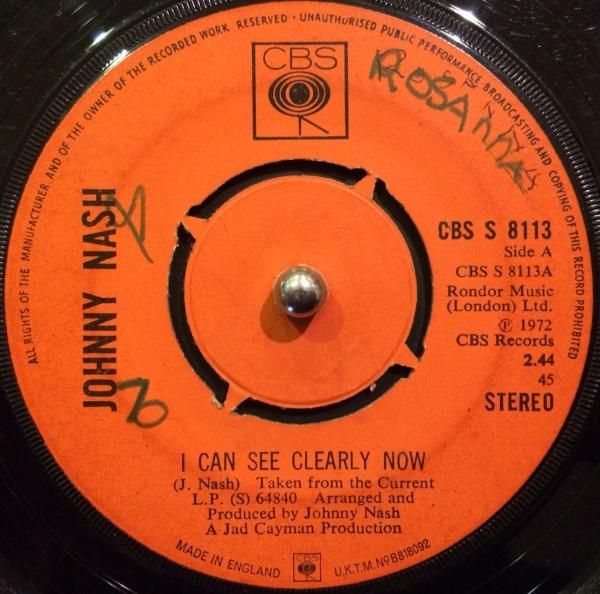 ALL RIGHTS OF THE MANUFACTURER AND OF THE OWNER OF THE RECORDED WORK RESERVED · UNAUTHORISED PUBLIC PERFORMANCE BROADCASTING AND COPYING OF THIS RECORD PROHIBITED
CBS
ROSANNA
JOHNNY NASH
CBS S 8113
Side A
CBS S 8113A
Rondor Music
(London) Ltd.
Ⓟ 1972
CBS Records
2.44
45
STEREO
I CAN SEE CLEARLY NOW
(J. Nash) Taken from the Current
L.P. (S) 64840 Arranged and
Produced by Johnny Nash
A Jad Cayman Production
MADE IN ENGLAND
CBS
U.K.T.M. No B818092